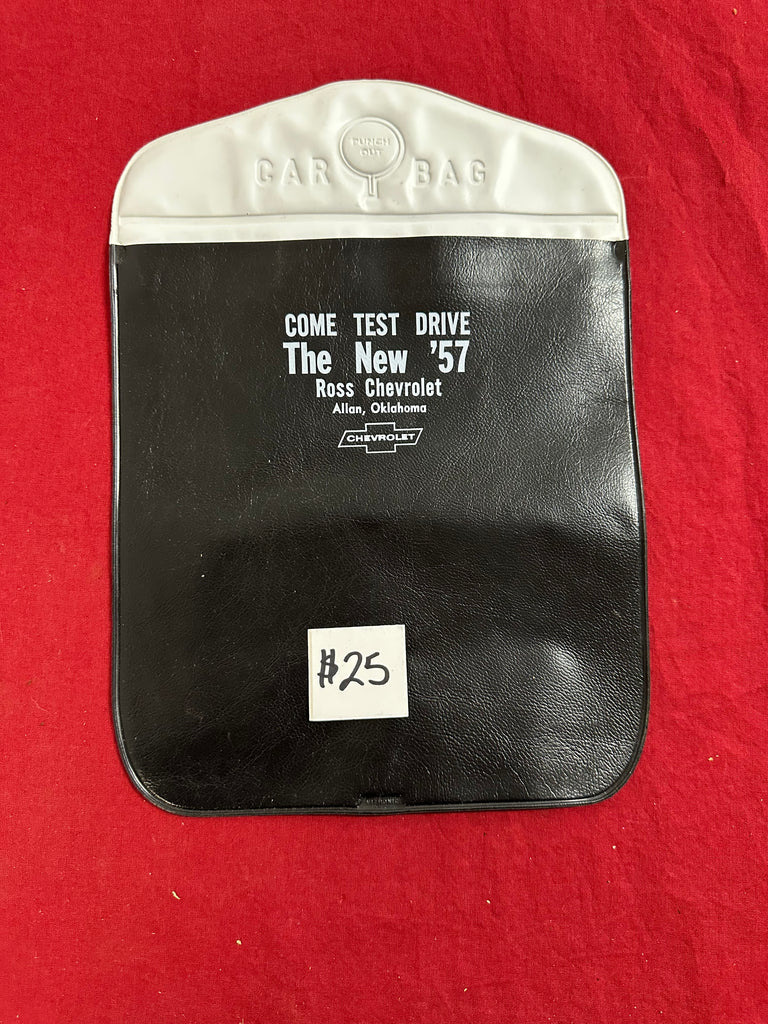 PUNCH
OUT
CAR BAG
COME TEST DRIVE
The New '57
Ross Chevrolet
Allan, Oklahoma
CHEVROLET
$25